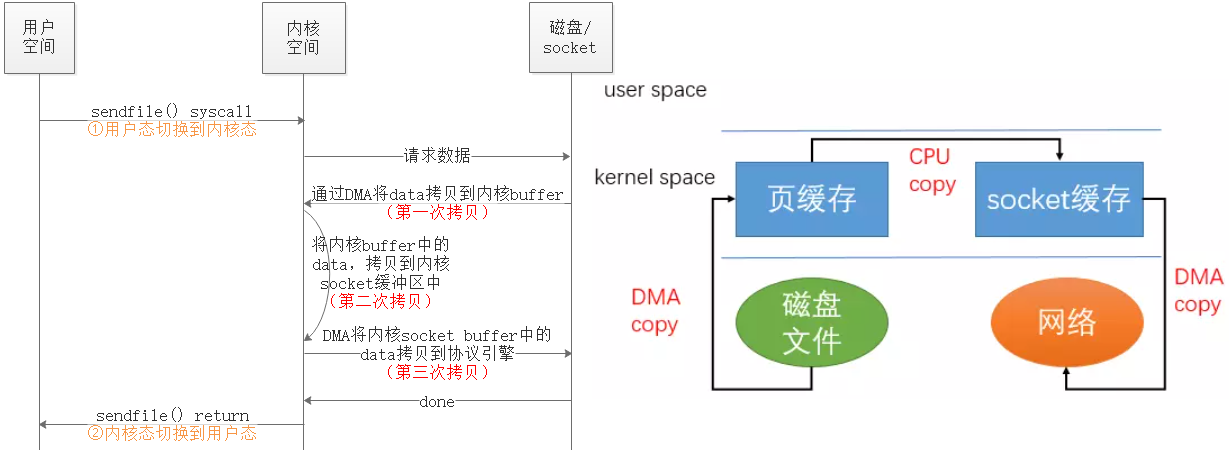 用户
空间
内核
空间
磁盘/
socket
sendfile() syscall
①用户态切换到内核态
请求数据
通过DMA将data拷贝到内核buffer
(第一次拷贝)
将内核buffer中的
data，拷贝到内核
socket缓冲区中
(第二次拷贝)
DMA将内核socket buffer中的
data拷贝到协议引擎
(第三次拷贝)
done
sendfile() return
②内核态切换到用户态
user space
kernel space
CPU
copy
页缓存
socket缓存
DMA
copy
磁盘
文件
网络
DMA
copy